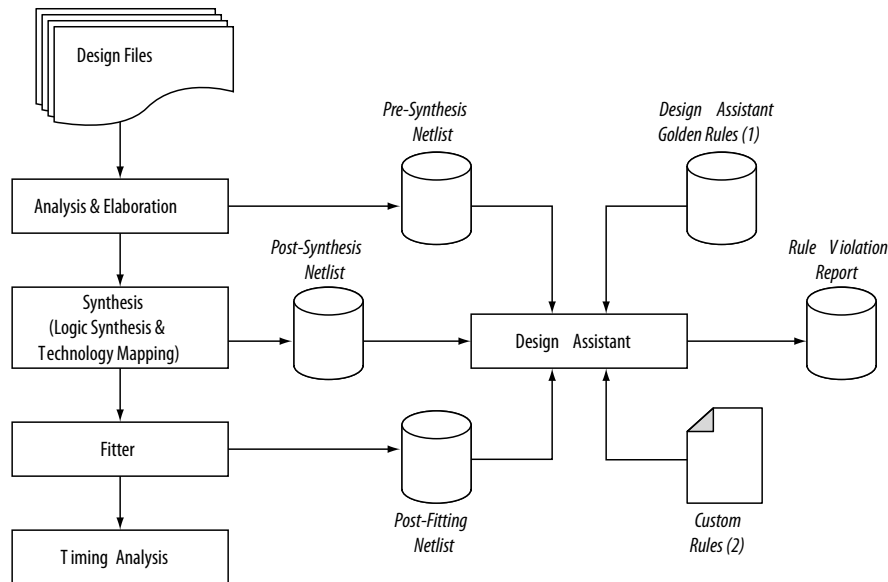 Design Files
Pre-Synthesis
Netlist
Design Assistant
Golden Rules (1)
Analysis & Elaboration
Post-Synthesis
Netlist
Rule Violation
Report
Synthesis
(Logic Synthesis &
Technology Mapping)
Design Assistant
Fitter
Post-Fitting
Netlist
Custom
Rules (2)
Timing Analysis